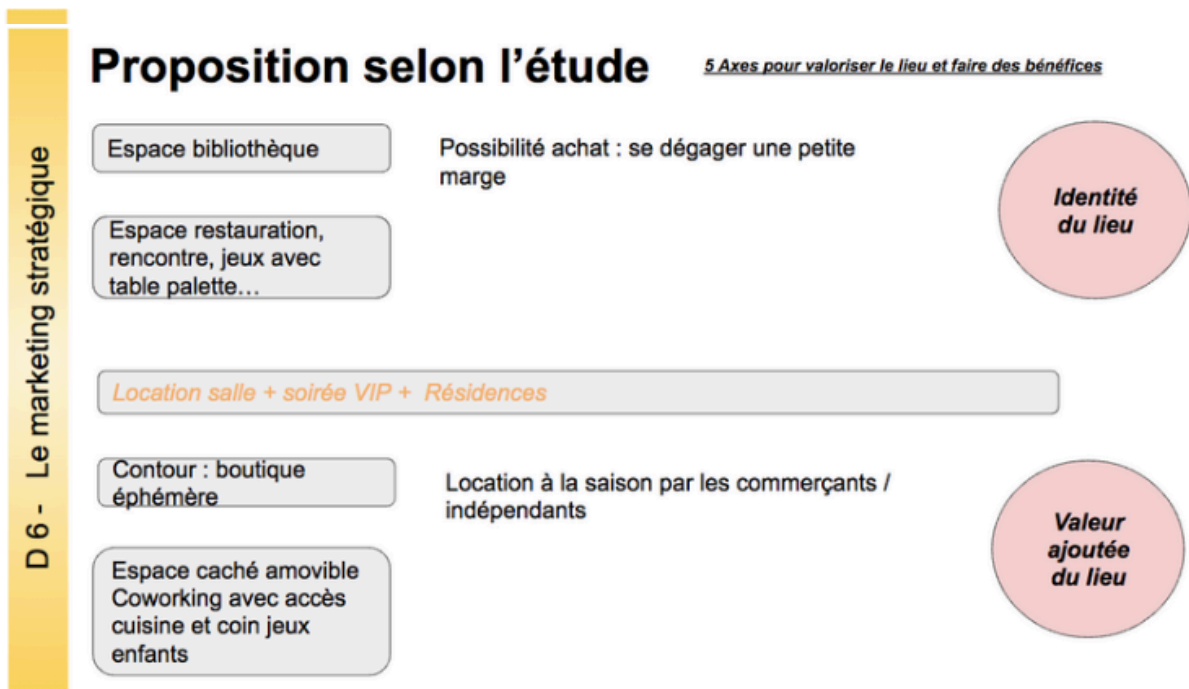 D 6 - Le marketing stratégique
Proposition selon l’étude
5 Axes pour valoriser le lieu et faire des bénéfices
Espace bibliothèque
Possibilité achat : se dégager une petite
marge
Identité
du lieu
Espace restauration,
rencontre, jeux avec
table palette…
Location salle + soirée VIP + Résidences
Contour : boutique
éphémère
Location à la saison par les commerçants /
indépendants
Valeur
ajoutée
du lieu
Espace caché amovible
Coworking avec accès
cuisine et coin jeux
enfants